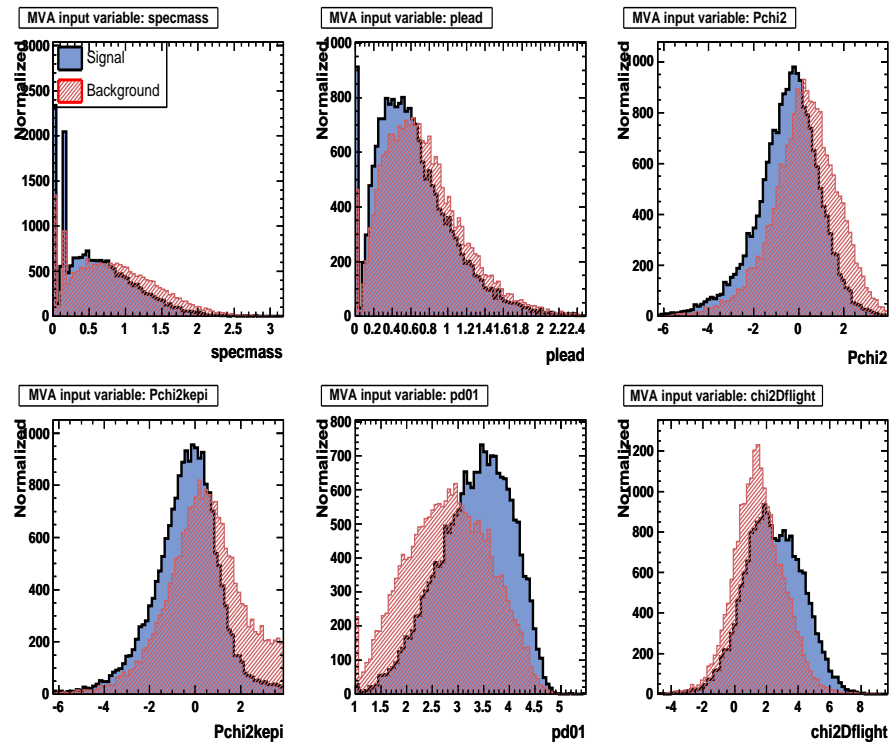 MVA input variable: specmass
Normalized
3000
2500
2000
1500
1000
500
0
Signal
Background
0 0.5 1 1.5 2 2.5 3
specmass
MVA input variable: plead
Normalized
1000
800
600
400
200
0
0 0.2 0.4 0.6 0.8 1 1.2 1.4 1.6 1.8 2 2.2 2.4
plead
MVA input variable: Pchi2
Normalized
1000
800
600
400
200
0
-6 -4 -2 0 2
Pchi2
MVA input variable: Pchi2kepi
Normalized
1000
800
600
400
200
0
-6 -4 -2 0 2
Pchi2kepi
MVA input variable: pd01
Normalized
800
700
600
500
400
300
200
100
0
1 1.5 2 2.5 3 3.5 4 4.5 5
pd01
MVA input variable: chi2Dflight
Normalized
1200
1000
800
600
400
200
0
-4 -2 0 2 4 6 8
chi2Dflight